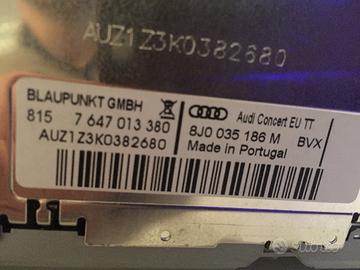 AUZ1Z3K0382680
BLAUPUNKT GMBH
Audi Concert EU TT
815 7 647 013 380
8J0 035 186 M BVX
AUZ1Z3K0382680
Made in Portugal